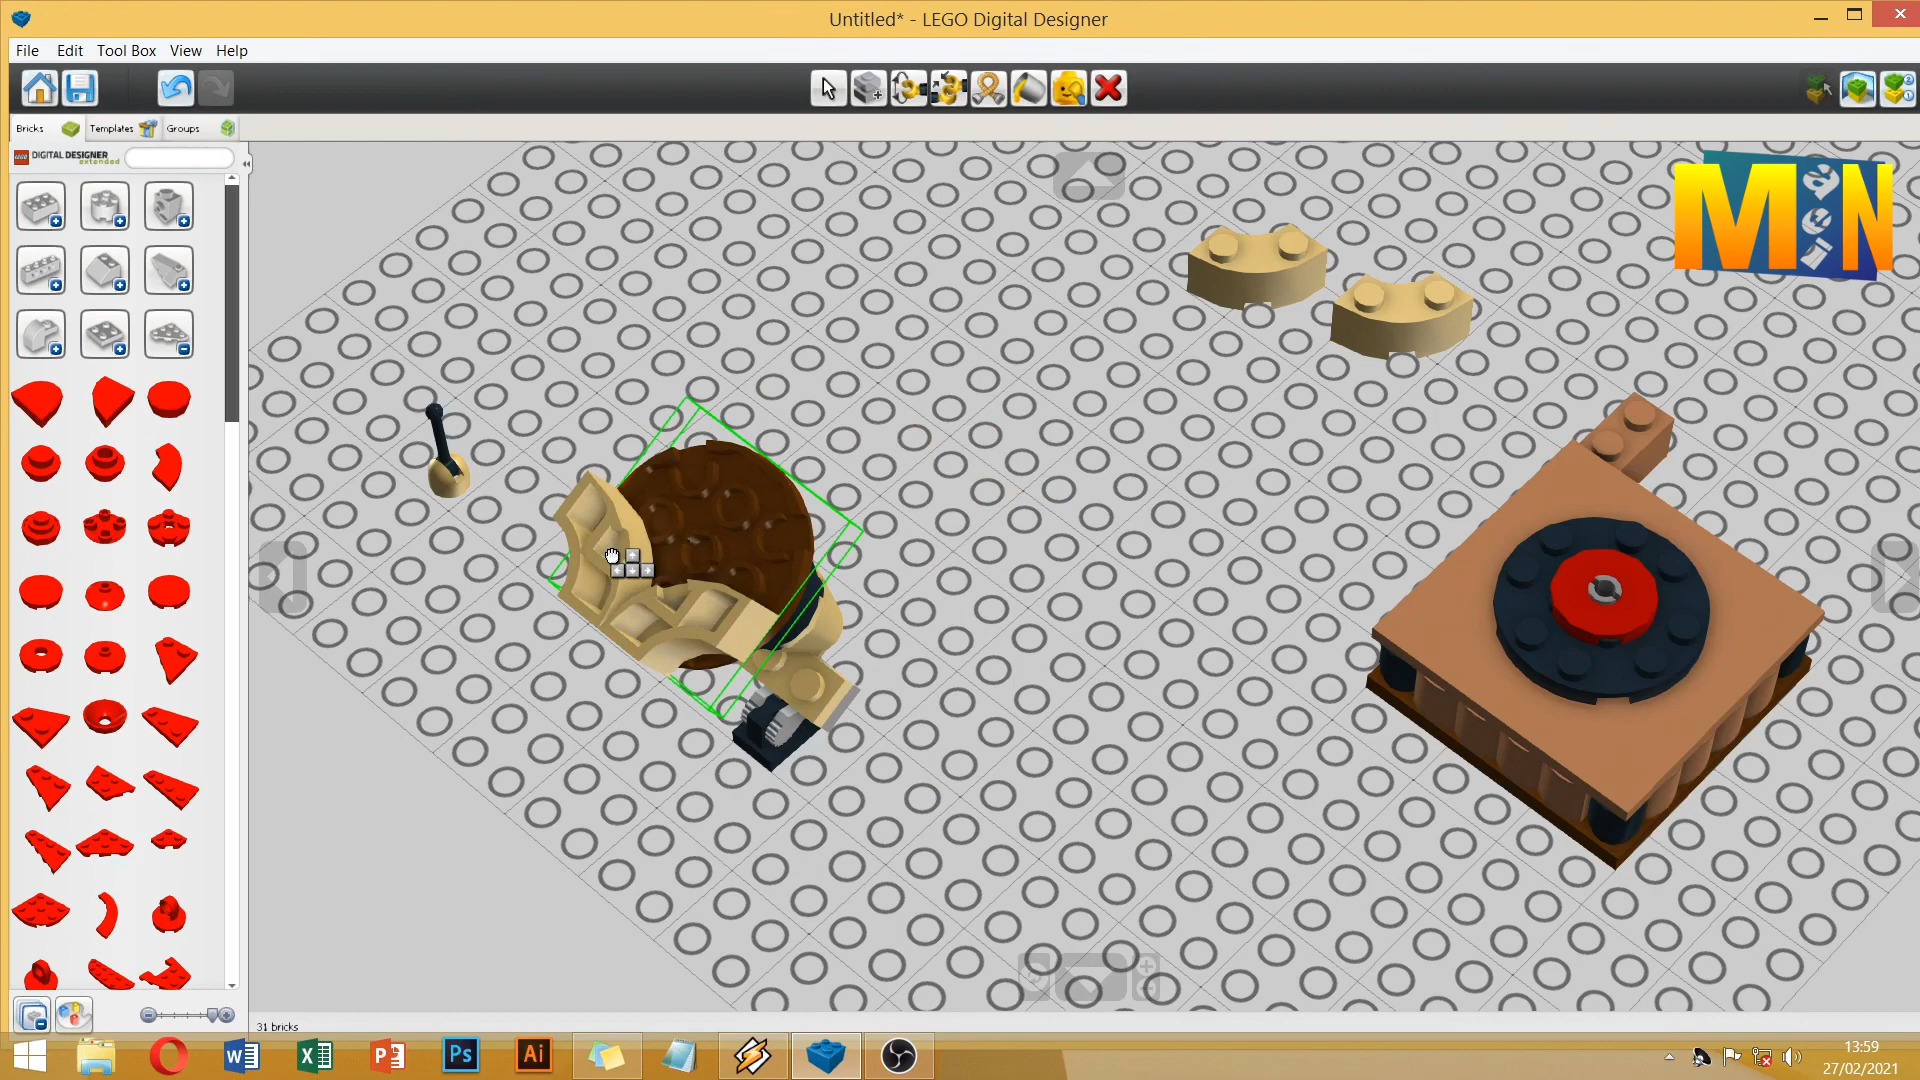 Untitled* - LEGO Digital Designer
File Edit Tool Box View Help
Bricks Templates Groups
LEGO DIGITAL DESIGNER
extended
MN
31 bricks
W X P Ps Ai
13:59
27/02/2021